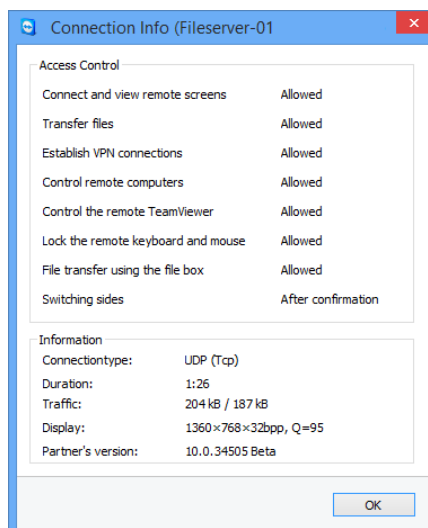 Connection Info (Fileserver-01
Access Control
Connect and view remote screens Allowed
Transfer files Allowed
Establish VPN connections Allowed
Control remote computers Allowed
Control the remote TeamViewer Allowed
Lock the remote keyboard and mouse Allowed
File transfer using the file box Allowed
Switching sides After confirmation
Information
Connectiontype: UDP (Tcp)
Duration: 1:26
Traffic: 204 kB / 187 kB
Display: 1360×768×32bpp, Q=95
Partner's version: 10.0.34505 Beta
OK